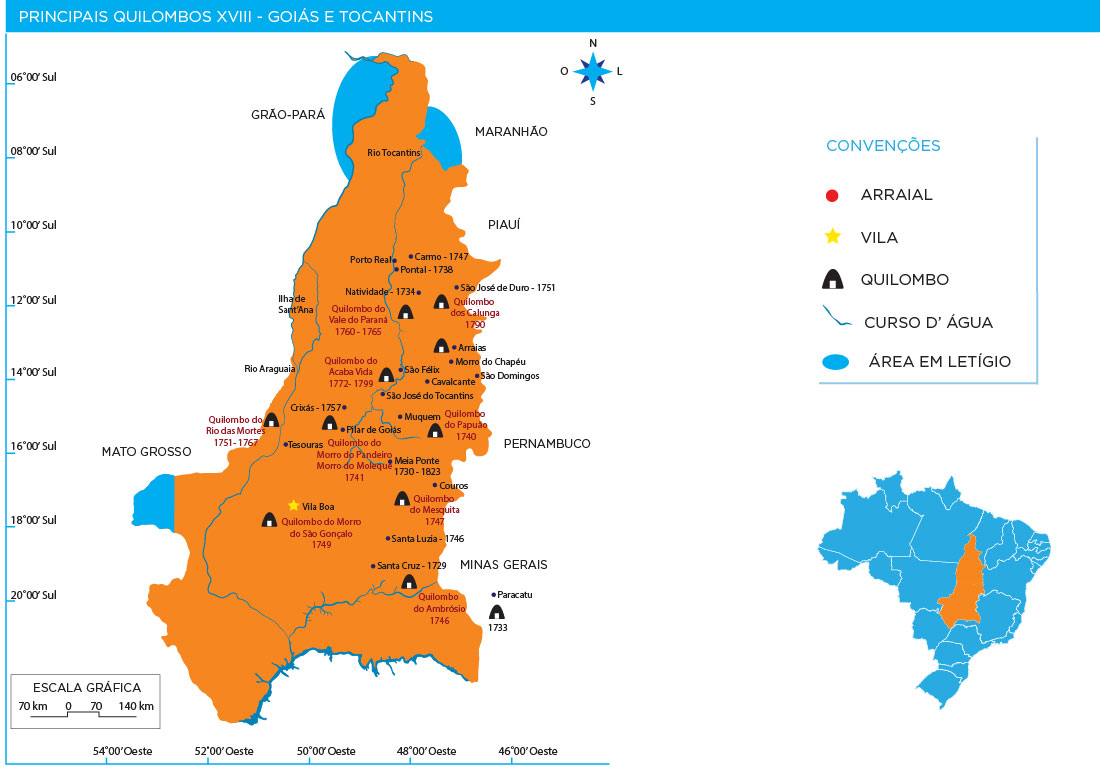 PRINCIPAIS QUILOMBOS XVIII - GOIÁS E TOCANTINS
N
O
L
S
06°00' Sul
08°00' Sul
10°00' Sul
12°00' Sul
14°00' Sul
16°00' Sul
18°00' Sul
20°00' Sul
GRÃO-PARÁ
MARANHÃO
Rio Tocantins
PIAUÍ
Porto Real
Carmo - 1747
Pontal - 1738
Natividade - 1734
São José de Duro - 1751
Ilha de
Sant'Ana
Quilombo do
Vale do Paraná
1760 - 1765
Quilombo
dos Calunga
1790
Arraias
Morro do Chapéu
Rio Araguaia
Quilombo do
Acaba Vida
1772- 1799
São Félix
São Domingos
Cavalcante
São José do Tocantins
Crixás - 1757
Quilombo do
Rio das Mortes
1751- 1767
Muquem
Quilombo
do Papuão
1740
Pilar de Goiás
Tesouras
Quilombo do
Morro do Pandeiro
Morro do Moleque
1741
MATO GROSSO
PERNAMBUCO
Meia Ponte
1730 - 1823
Couros
Quilombo
do Mesquita
1747
Vila Boa
Quilombo do Morro
do São Gonçalo
1749
Santa Luzia - 1746
Santa Cruz - 1729
MINAS GERAIS
Quilombo
do Ambrósio
1746
Paracatu
1733
ESCALA GRÁFICA
70 km 0 70 140 km
54°00' Oeste
52°00' Oeste
50°00' Oeste
48°00' Oeste
46°00' Oeste
CONVENÇÕES
ARRAIAL
VILA
QUILOMBO
CURSO D' ÁGUA
ÁREA EM LETÍGIO